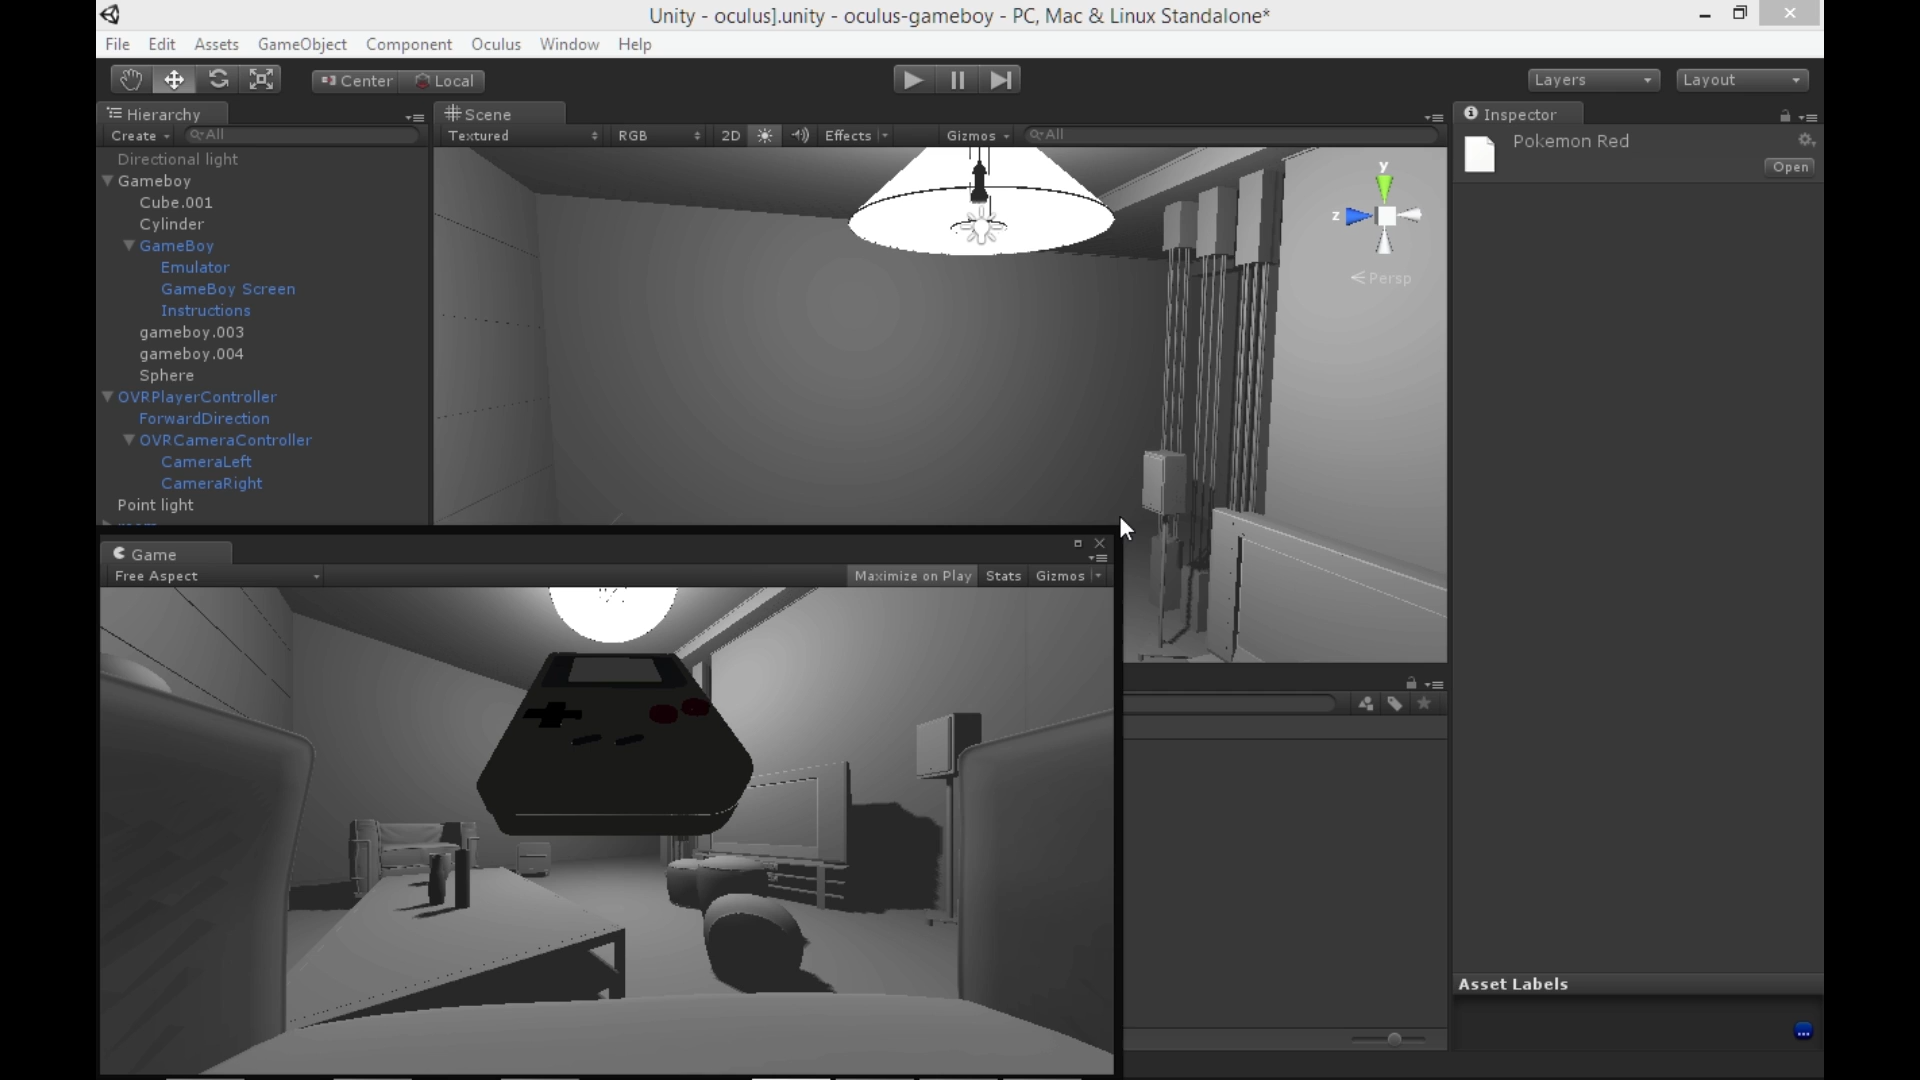 Unity - oculus].unity - oculus-gameboy - PC, Mac & Linux Standalone*
File Edit Assets GameObject Component Oculus Window Help
Center Local Layers Layout
Hierarchy
Create All
Directional light
Gameboy
Cube.001
Cylinder
GameBoy
Emulator
GameBoy Screen
Instructions
gameboy.003
gameboy.004
Sphere
OVRPlayerController
ForwardDirection
OVRCameraController
CameraLeft
CameraRight
Point light
Scene
Textured RGB 2D Effects Gizmos All
y
z
Persp
Inspector
Pokemon Red
Open
Game
Free Aspect Maximize on Play Stats Gizmos
Asset Labels
...